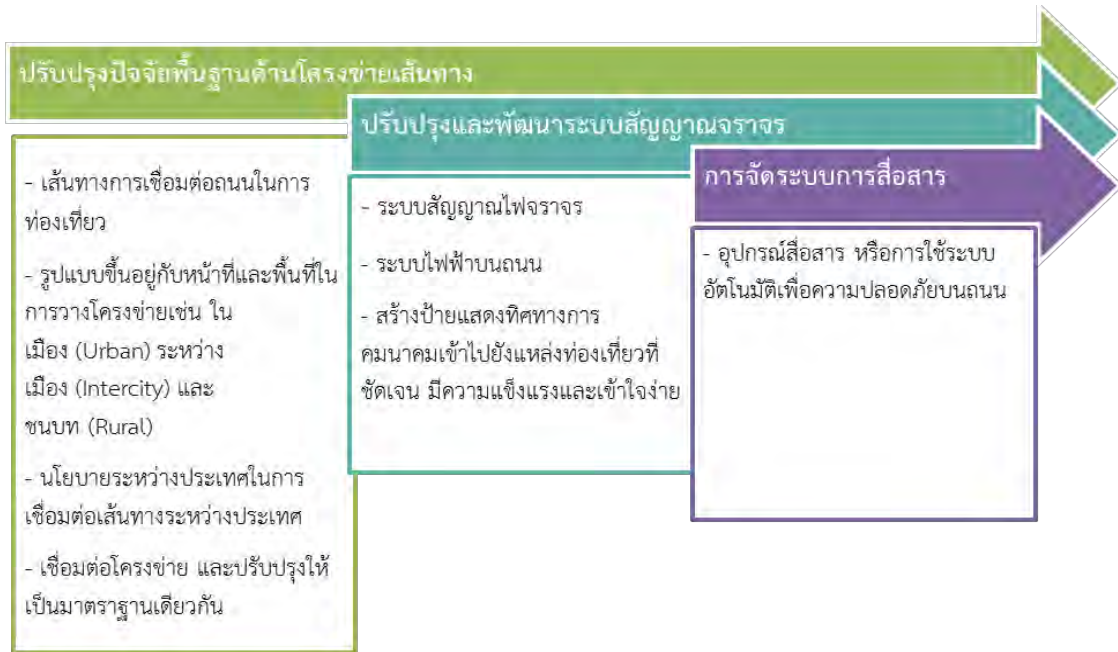 ปรับปรุงปัจจัยพื้นฐานด้านโครงข่ายเส้นทาง
- เส้นทางการเชื่อมต่อถนนในการ
ท่องเที่ยว
- รูปแบบขึ้นอยู่กับหน้าที่และพื้นที่ใน
การวางโครงข่ายเช่น ใน
เมือง (Urban) ระหว่าง
เมือง (Intercity) และ
ชนบท (Rural)
- นโยบายระหว่างประเทศในการ
เชื่อมต่อเส้นทางระหว่างประเทศ
- เชื่อมต่อโครงข่าย และปรับปรุงให้
เป็นมาตราฐานเดียวกัน
ปรับปรุงและพัฒนาระบบสัญญาณจราจร
- ระบบสัญญาณไฟจราจร
- ระบบไฟฟ้าบนถนน
- สร้างป้ายแสดงทิศทางการ
คมนาคมเข้าไปยังแหล่งท่องเที่ยวที่
ชัดเจน มีความแข็งแรงและเข้าใจง่าย
การจัดระบบการสื่อสาร
- อุปกรณ์สื่อสาร หรือการใช้ระบบ
อัตโนมัติเพื่อความปลอดภัยบนถนน